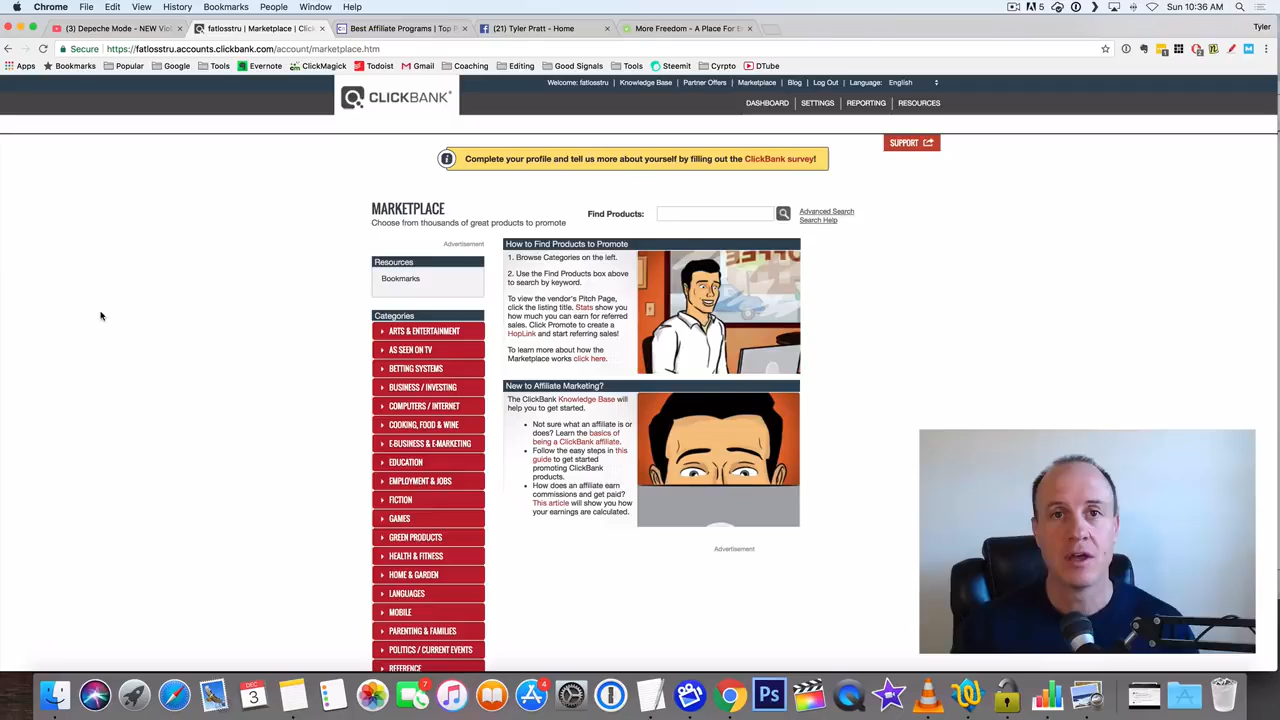 Chrome File Edit View History Bookmarks People Window Help
5 Sun 10:36 AM
(3) Depeche Mode - NEW Violat
fatlosstru | Marketplace | Click
Best Affiliate Programs | Top P
(21) Tyler Pratt - Home
More Freedom - A Place For E
Tyler
Secure https://fatlosstru.accounts.clickbank.com/account/marketplace.htm
Apps Bookmarks Popular Google Tools Evernote ClickMagick Todoist Gmail Coaching Editing Good Signals Tools Steemit Cyrpto DTube
Welcome: fatlosstru | Knowledge Base | Partner Offers | Marketplace | Blog | Log Out | Language: English
CLICKBANK
DASHBOARD SETTINGS REPORTING RESOURCES
SUPPORT
Complete your profile and tell us more about yourself by filling out the ClickBank survey!
MARKETPLACE
Choose from thousands of great products to promote
Find Products:
Advanced Search
Search Help
Advertisement
Resources
Bookmarks
Categories
ARTS & ENTERTAINMENT
AS SEEN ON TV
BETTING SYSTEMS
BUSINESS / INVESTING
COMPUTERS / INTERNET
COOKING, FOOD & WINE
E-BUSINESS & E-MARKETING
EDUCATION
EMPLOYMENT & JOBS
FICTION
GAMES
GREEN PRODUCTS
HEALTH & FITNESS
HOME & GARDEN
LANGUAGES
MOBILE
PARENTING & FAMILIES
POLITICS / CURRENT EVENTS
REFERENCE
How to Find Products to Promote
1. Browse Categories on the left.
2. Use the Find Products box above
to search by keyword.
To view the vendor's Pitch Page,
click the listing title. Stats show you
how much you can earn for referred
sales. Click Promote to create a
HopLink and start referring sales!
To learn more about how the
Marketplace works click here.
New to Affiliate Marketing?
The ClickBank Knowledge Base will
help you to get started.
Not sure what an affiliate is or
does? Learn the basics of
being a ClickBank affiliate.
Follow the easy steps in this
guide to get started
promoting ClickBank
products.
How does an affiliate earn
commissions and get paid?
This article will show you how
your earnings are calculated.
Advertisement
DEC
3
7
4
Ps